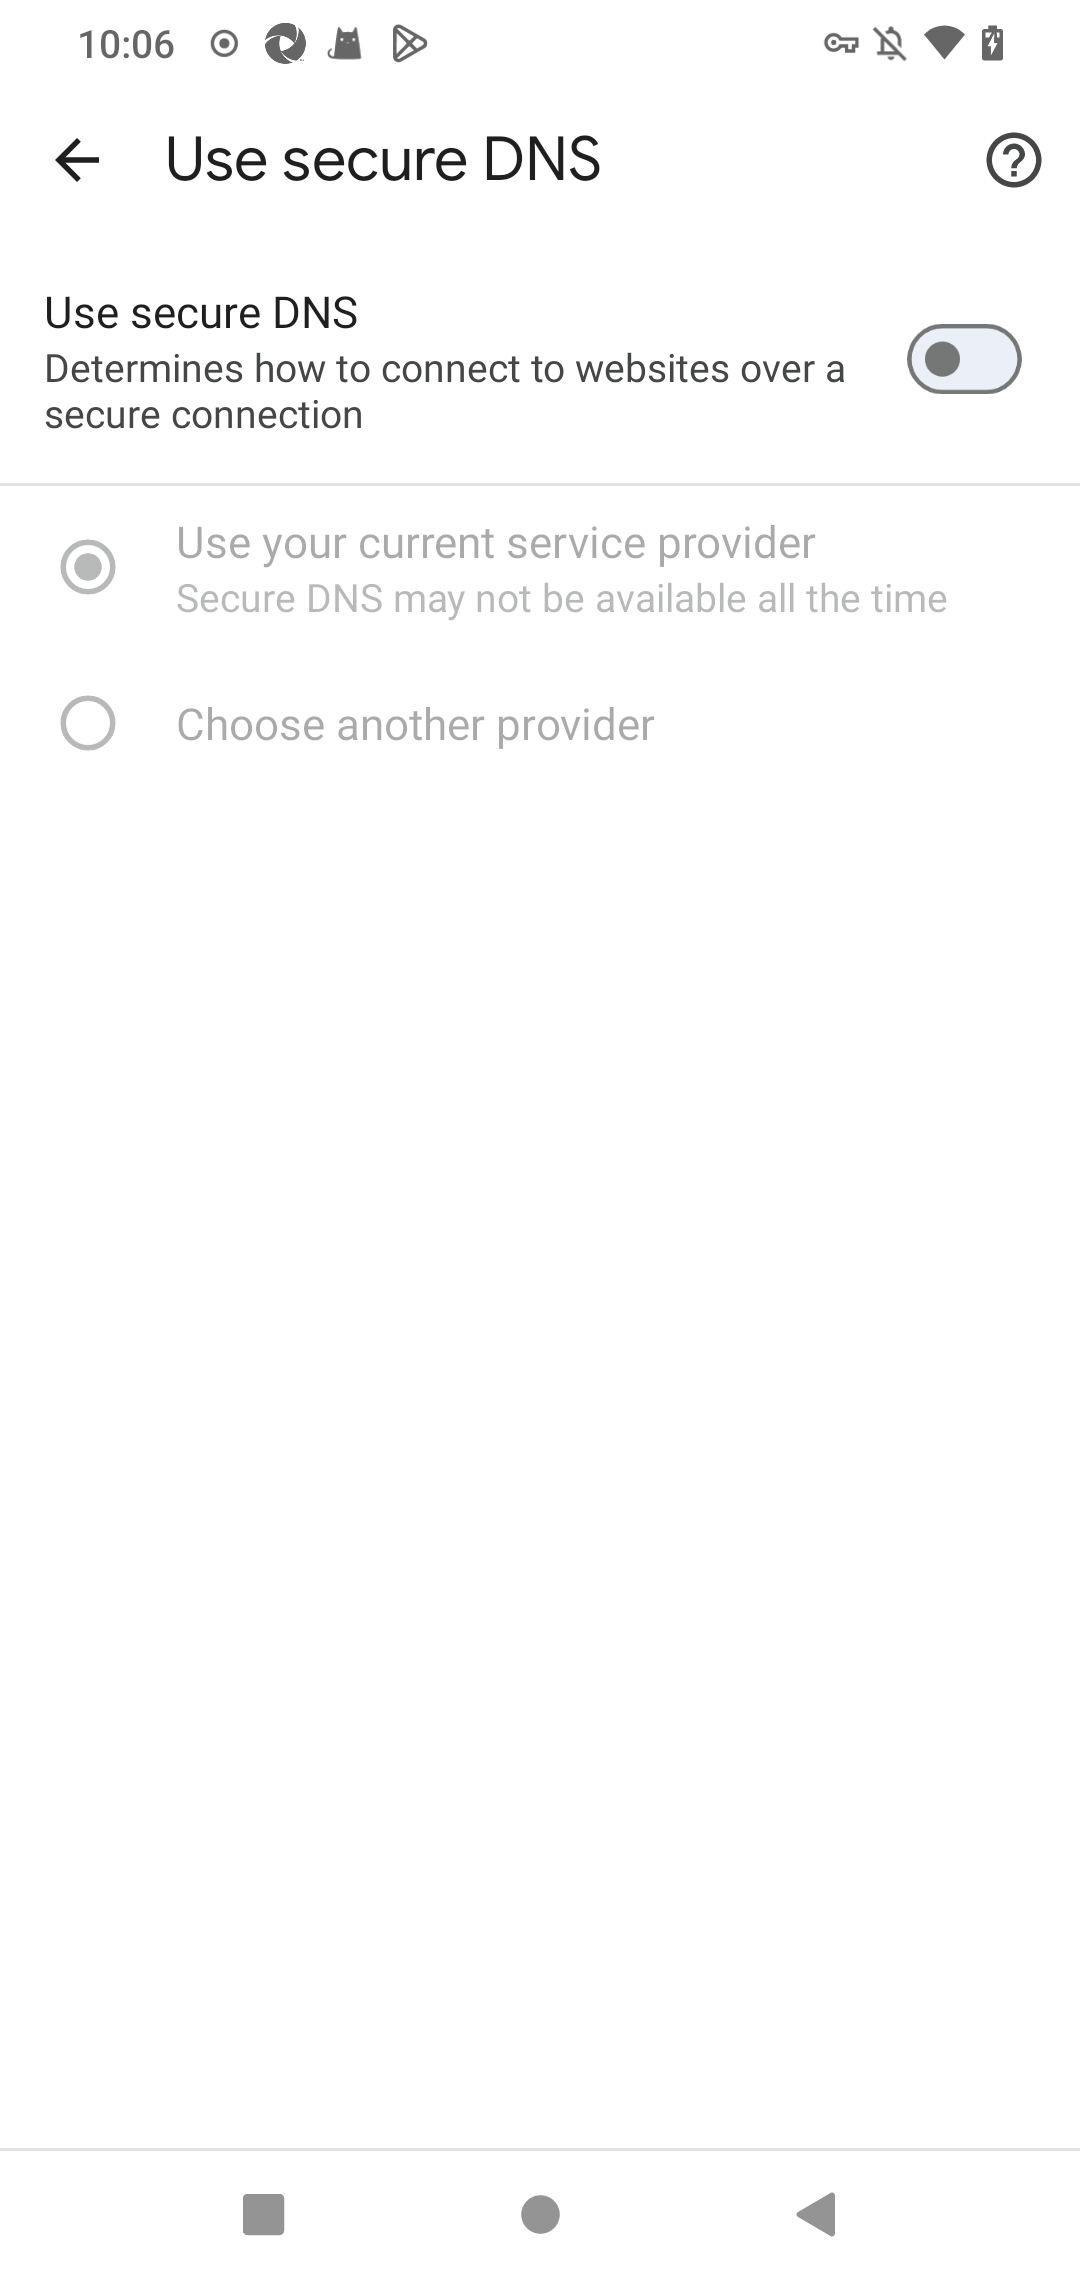 10:06
Use secure DNS
Use secure DNS
Determines how to connect to websites over a
secure connection
Use your current service provider
Secure DNS may not be available all the time
Choose another provider